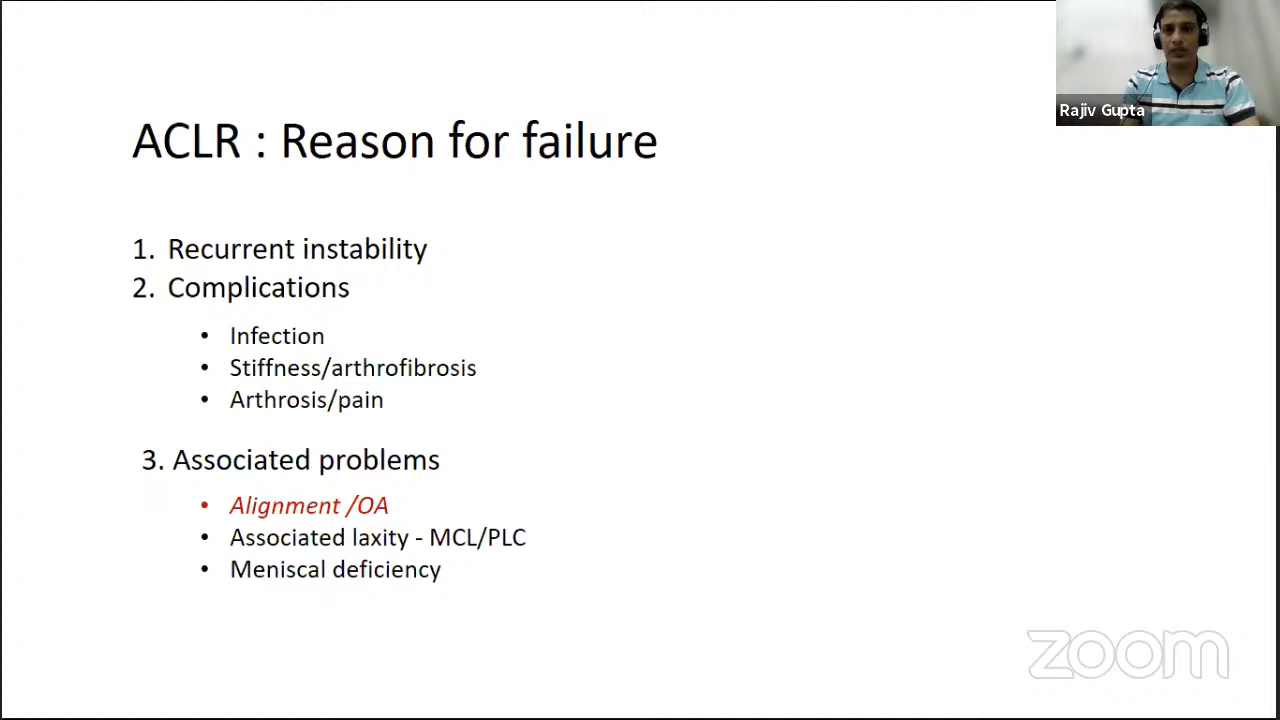 Rajiv Gupta
ACLR : Reason for failure
1. Recurrent instability
2. Complications
• Infection
• Stiffness/arthrofibrosis
• Arthrosis/pain
3. Associated problems
• Alignment /OA
• Associated laxity - MCL/PLC
• Meniscal deficiency
zoom